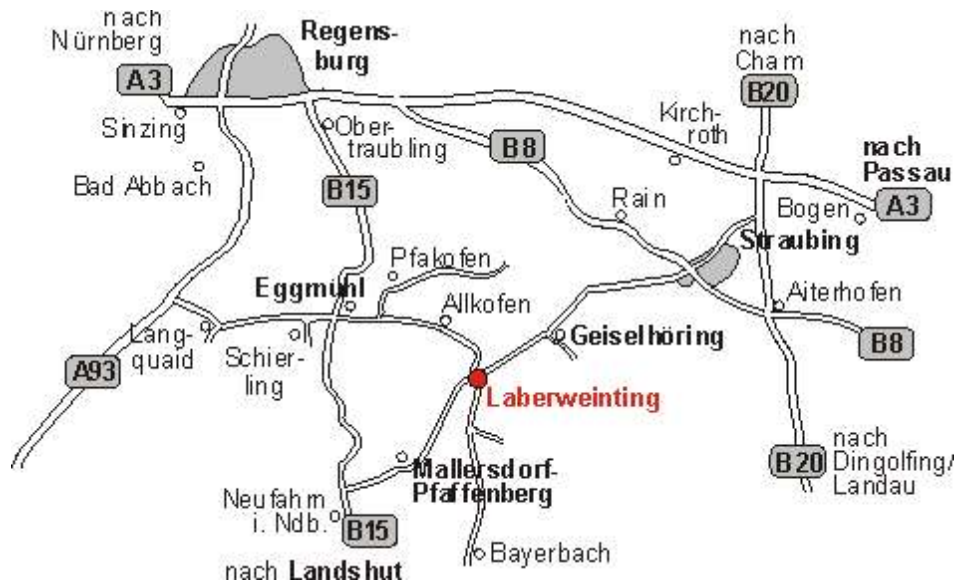 nach
Nürnberg
Regens-
burg
nach
Cham
A3
B20
Sinzing
Ober-
traubling
B8
Kirch-
roth
nach
Passau
Bad Abbach
B15
Rain
Bogen
A3
Straubing
Pfakofen
Eggmühl
Allkofen
Aiterhofen
Lang-
quaid
Schier-
ling
Geiselhöring
B8
A93
Laberweinting
nach
Dingolfing/
Landau
B20
Mallersdorf-
Pfaffenberg
Neufahrn
i. Ndb.
B15
Bayerbach
nach Landshut